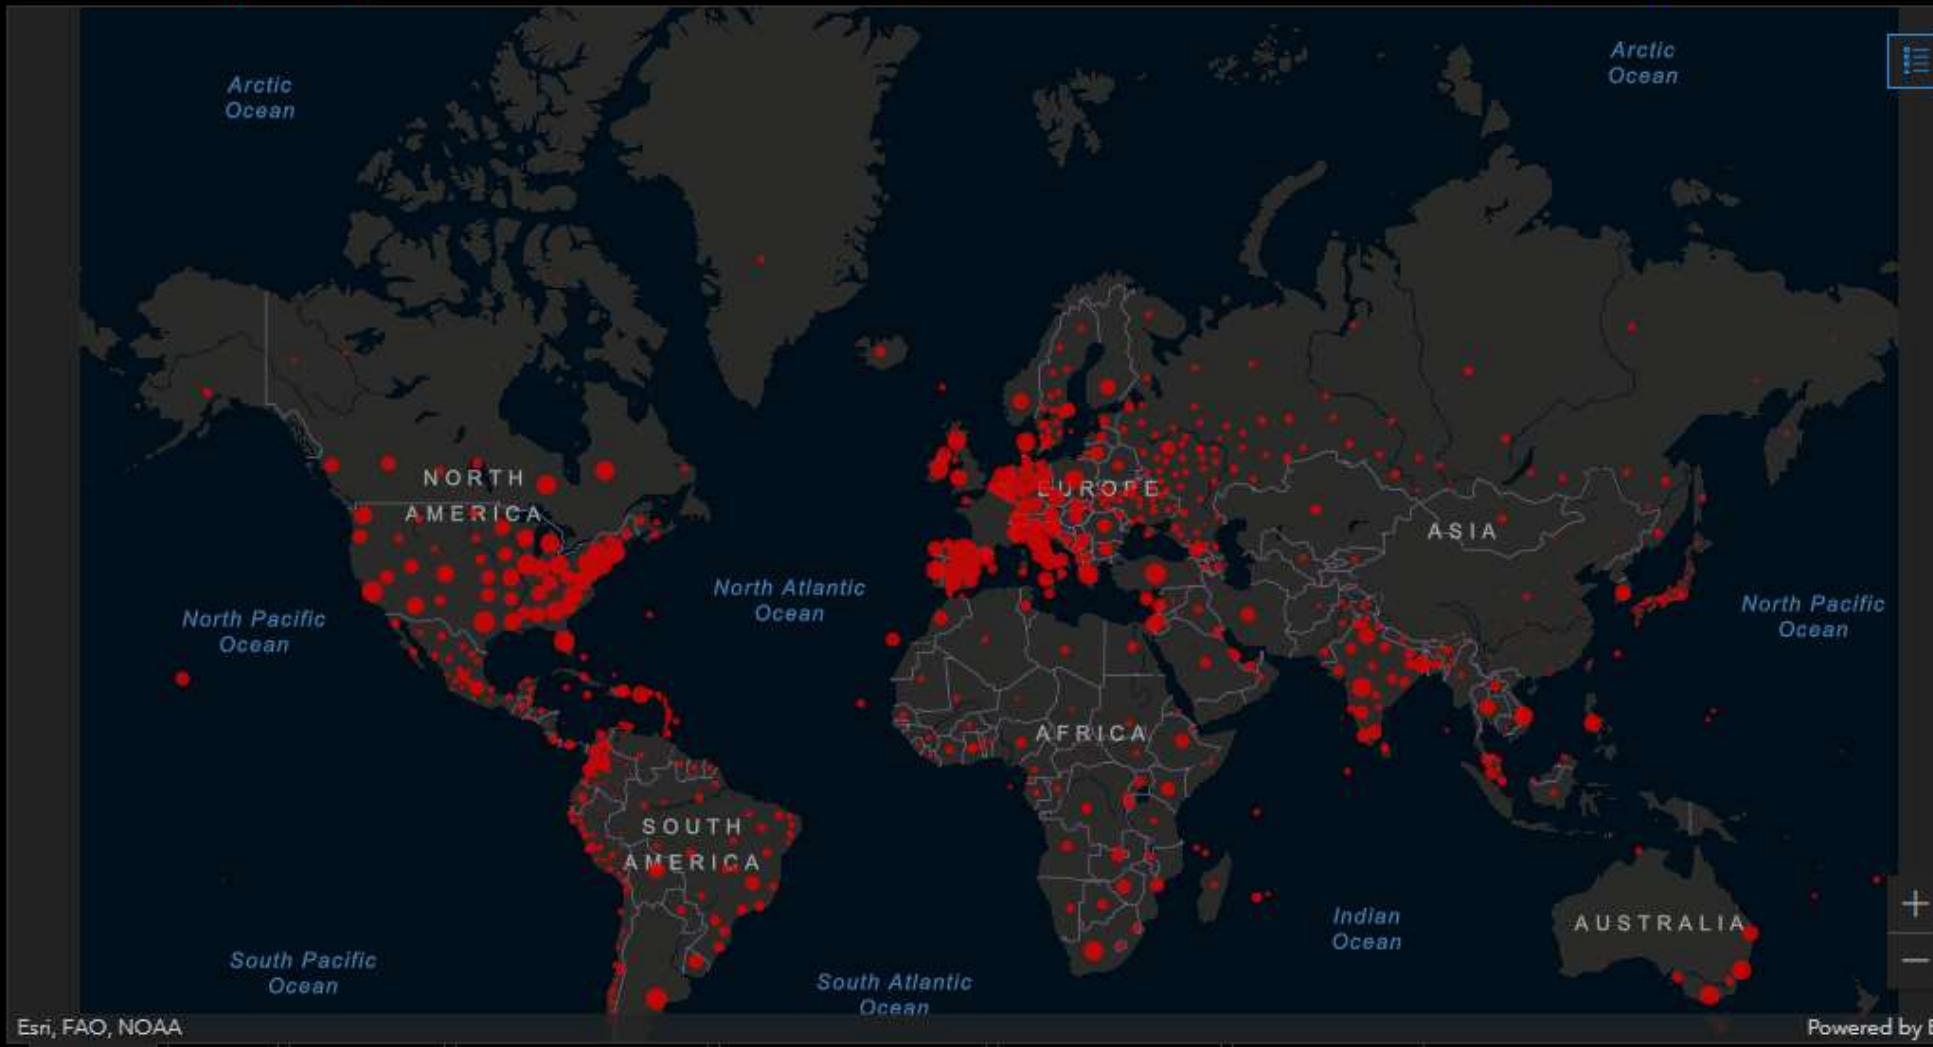 Arctic
Ocean
Arctic
Ocean
NORTH
AMERICA
EUROPE
ASIA
North Atlantic
Ocean
North Pacific
Ocean
North Pacific
Ocean
AFRICA
SOUTH
AMERICA
Indian
Ocean
AUSTRALIA
South Pacific
Ocean
South Atlantic
Ocean
+
−
Esri, FAO, NOAA
Powered by E